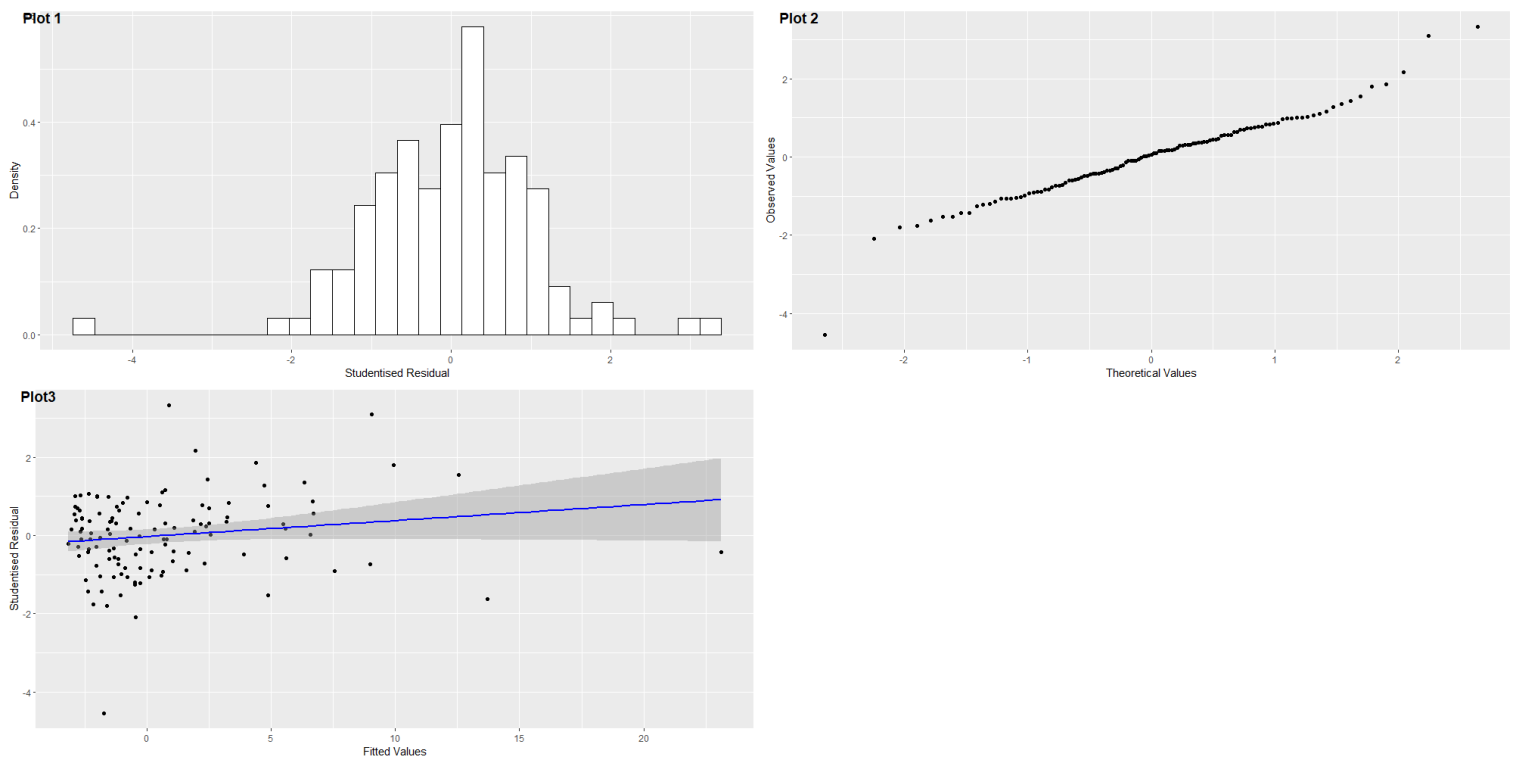 Plot 1
0.4
0.2
0.0
Density
-4
-2
0
2
Studentised Residual
Plot 2
2
0
-2
-4
Observed Values
-2
-1
0
1
2
Theoretical Values
Plot3
2
0
-2
-4
Studentised Residual
0
5
10
15
20
Fitted Values